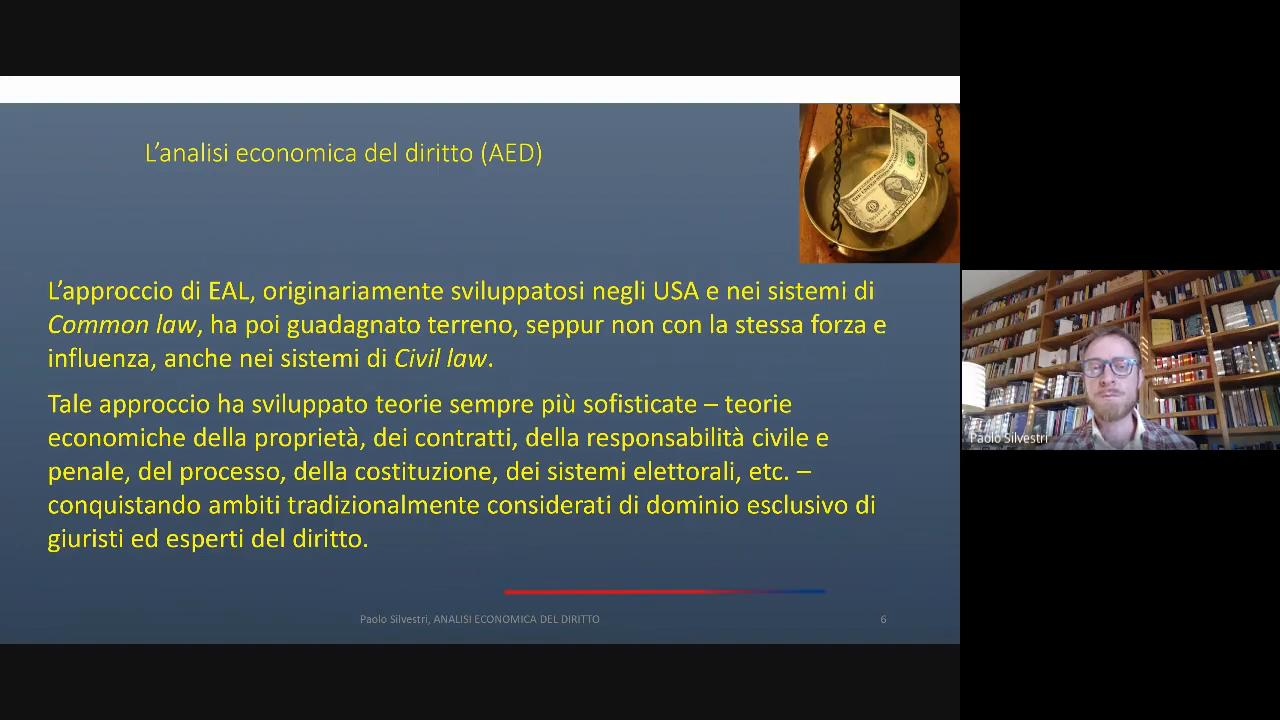 L’analisi economica del diritto (AED)
L’approccio di EAL, originariamente sviluppatosi negli USA e nei sistemi di
Common law, ha poi guadagnato terreno, seppur non con la stessa forza e
influenza, anche nei sistemi di Civil law.
Tale approccio ha sviluppato teorie sempre più sofisticate – teorie
economiche della proprietà, dei contratti, della responsabilità civile e
penale, del processo, della costituzione, dei sistemi elettorali, etc. –
conquistando ambiti tradizionalmente considerati di dominio esclusivo di
giuristi ed esperti del diritto.
Paolo Silvestri, ANALISI ECONOMICA DEL DIRITTO
6
Paolo Silvestri